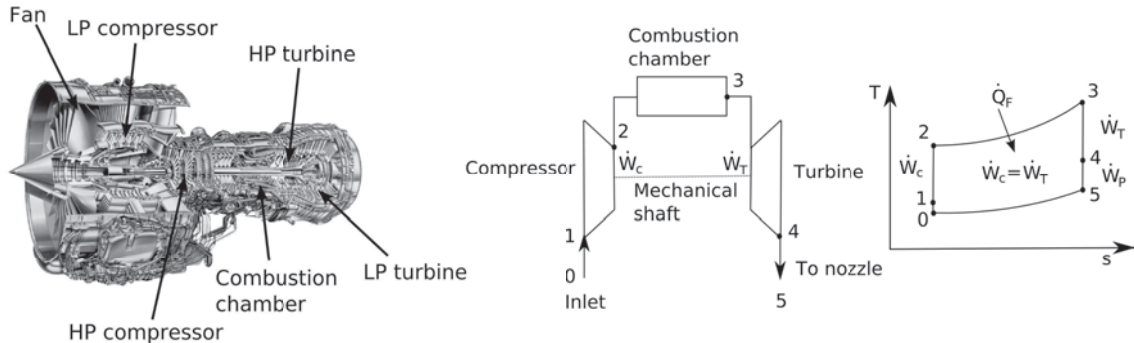 Fan
LP compressor
HP turbine
LP turbine
Combustion
chamber
HP compressor
Combustion
chamber
3
2
Ẇc
ẆT
Compressor
Turbine
Mechanical
shaft
1
4
0
To nozzle
Inlet
5
T
Q̇F
3
2
ẆT
Ẇc
Ẇc=ẆT
4
ẆP
1
5
0
s